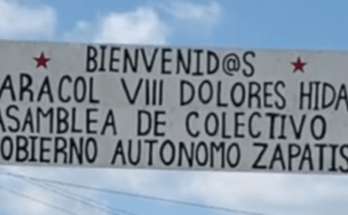 BIENVENID@S
ARACOL VIII DOLORES HIDA
ASAMBLEA DE COLECTIVO
OBIERNO AUTONOMO ZAPATIS